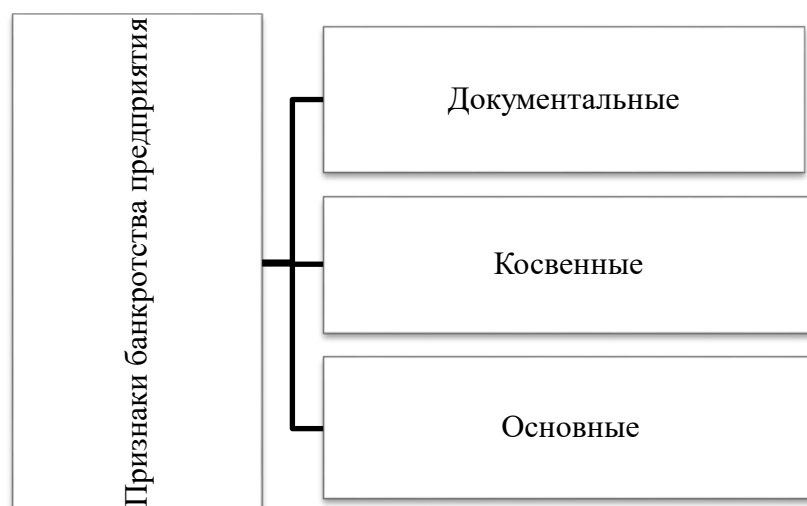 Признаки банкротства предприятия
Документальные
Косвенные
Основные